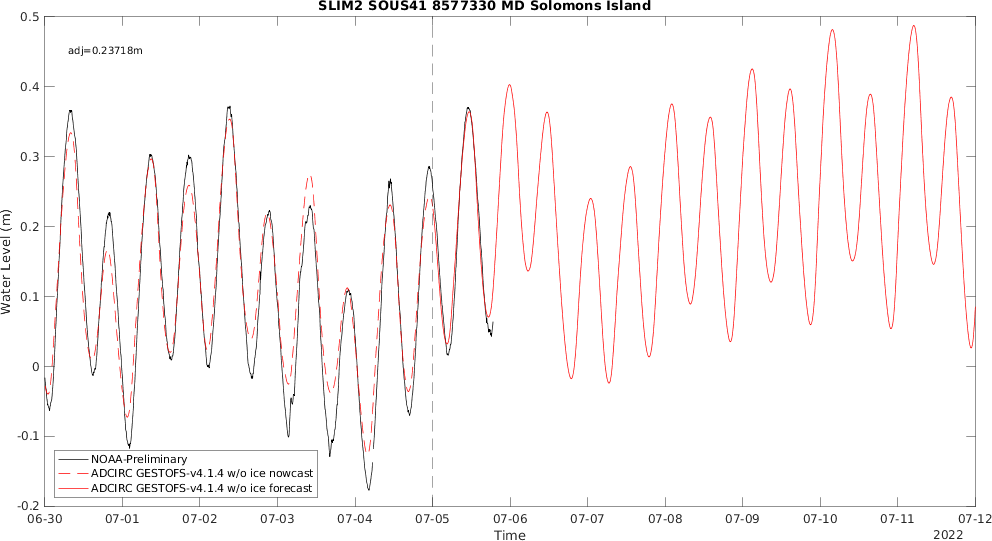 SLIM2 SOUS41 8577330 MD Solomons Island
adj=0.23718m
Water Level (m)
0.5
0.4
0.3
0.2
0.1
0
-0.1
-0.2
NOAA-Preliminary
ADCIRC GESTOFS-v4.1.4 w/o ice nowcast
ADCIRC GESTOFS-v4.1.4 w/o ice forecast
06-30 07-01 07-02 07-03 07-04 07-05 07-06 07-07 07-08 07-09 07-10 07-11 07-12
Time
2022